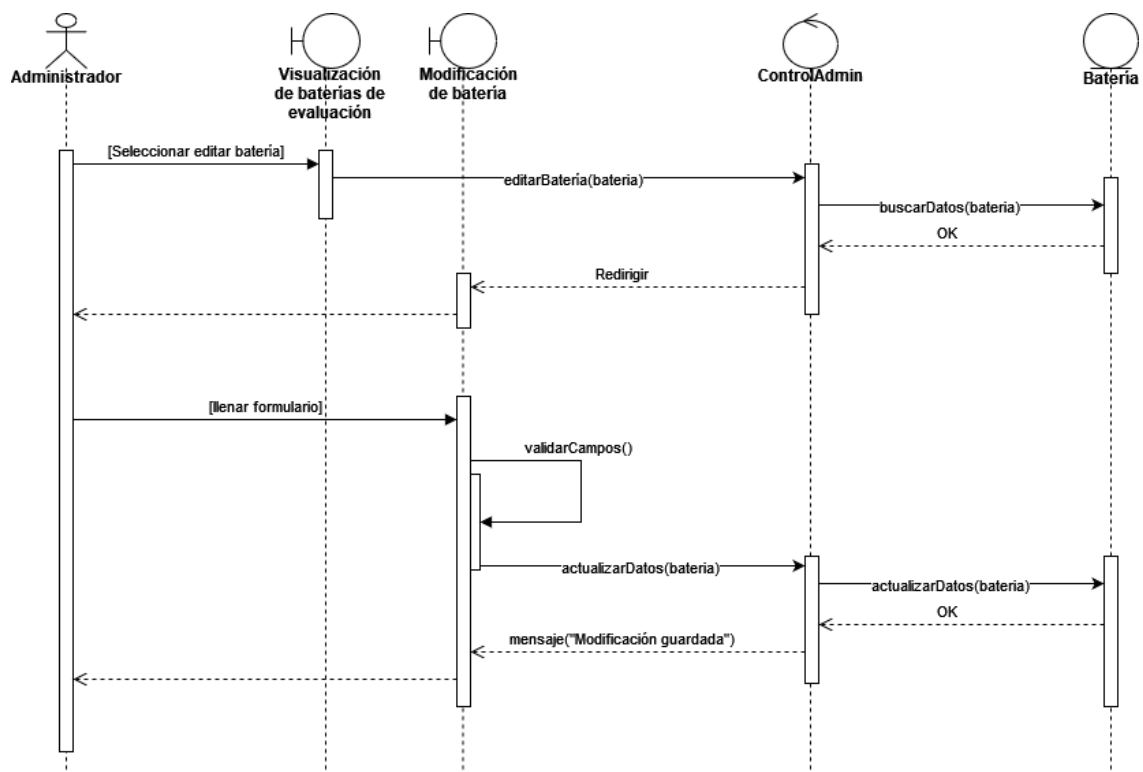 Administrador
Visualización
de baterías de
evaluación
Modificación
de batería
ControlAdmin
Batería
[Seleccionar editar batería]
editarBatería(bateria)
buscarDatos(bateria)
OK
Redirigir
[llenar formulario]
validarCampos()
actualizarDatos(bateria)
actualizarDatos(bateria)
OK
mensaje("Modificación guardada")